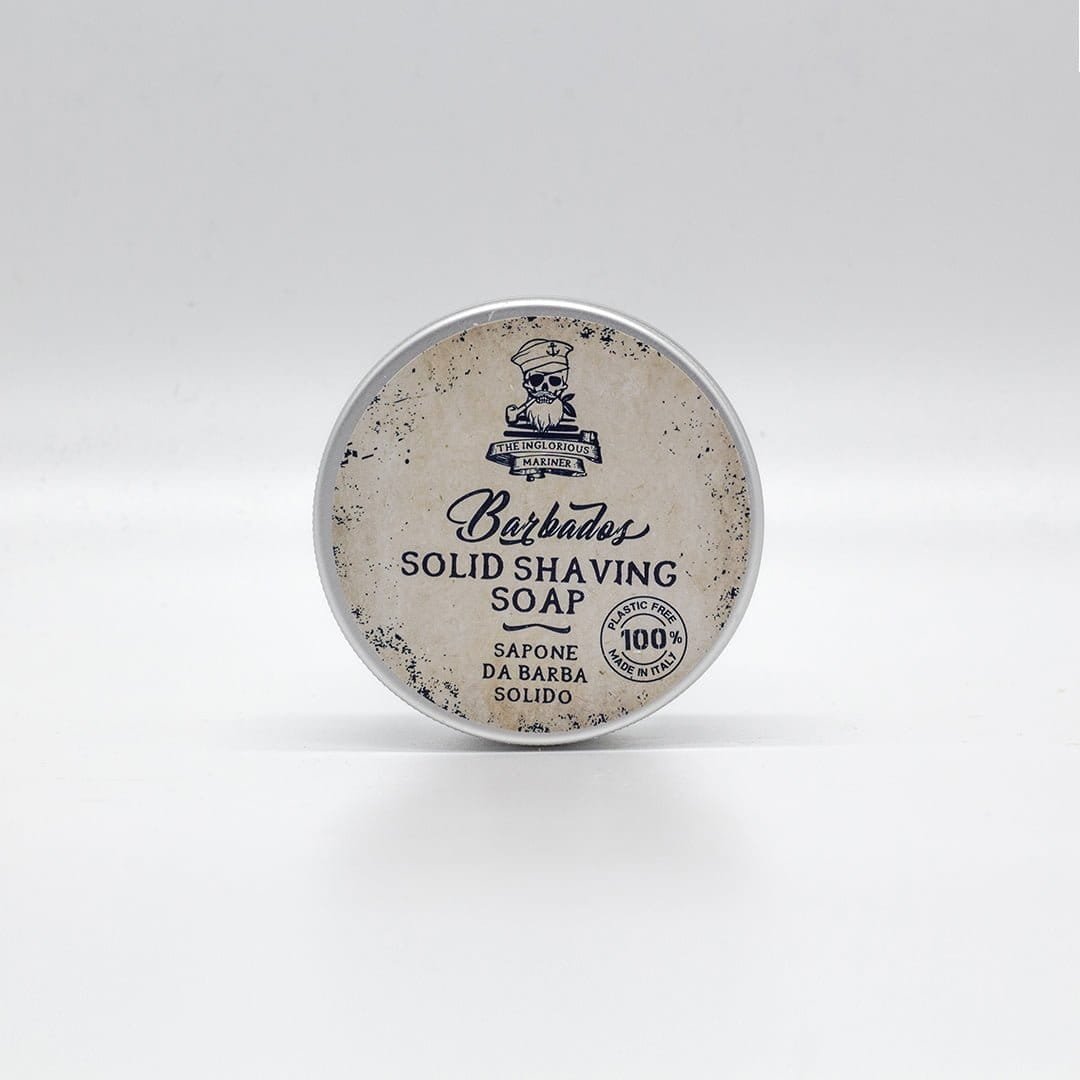 THE INGLORIOUS
MARINER
Barbados
SOLID SHAVING
SOAP
SAPONE
DA BARBA
SOLIDO
PLASTIC FREE
100%
MADE IN ITALY